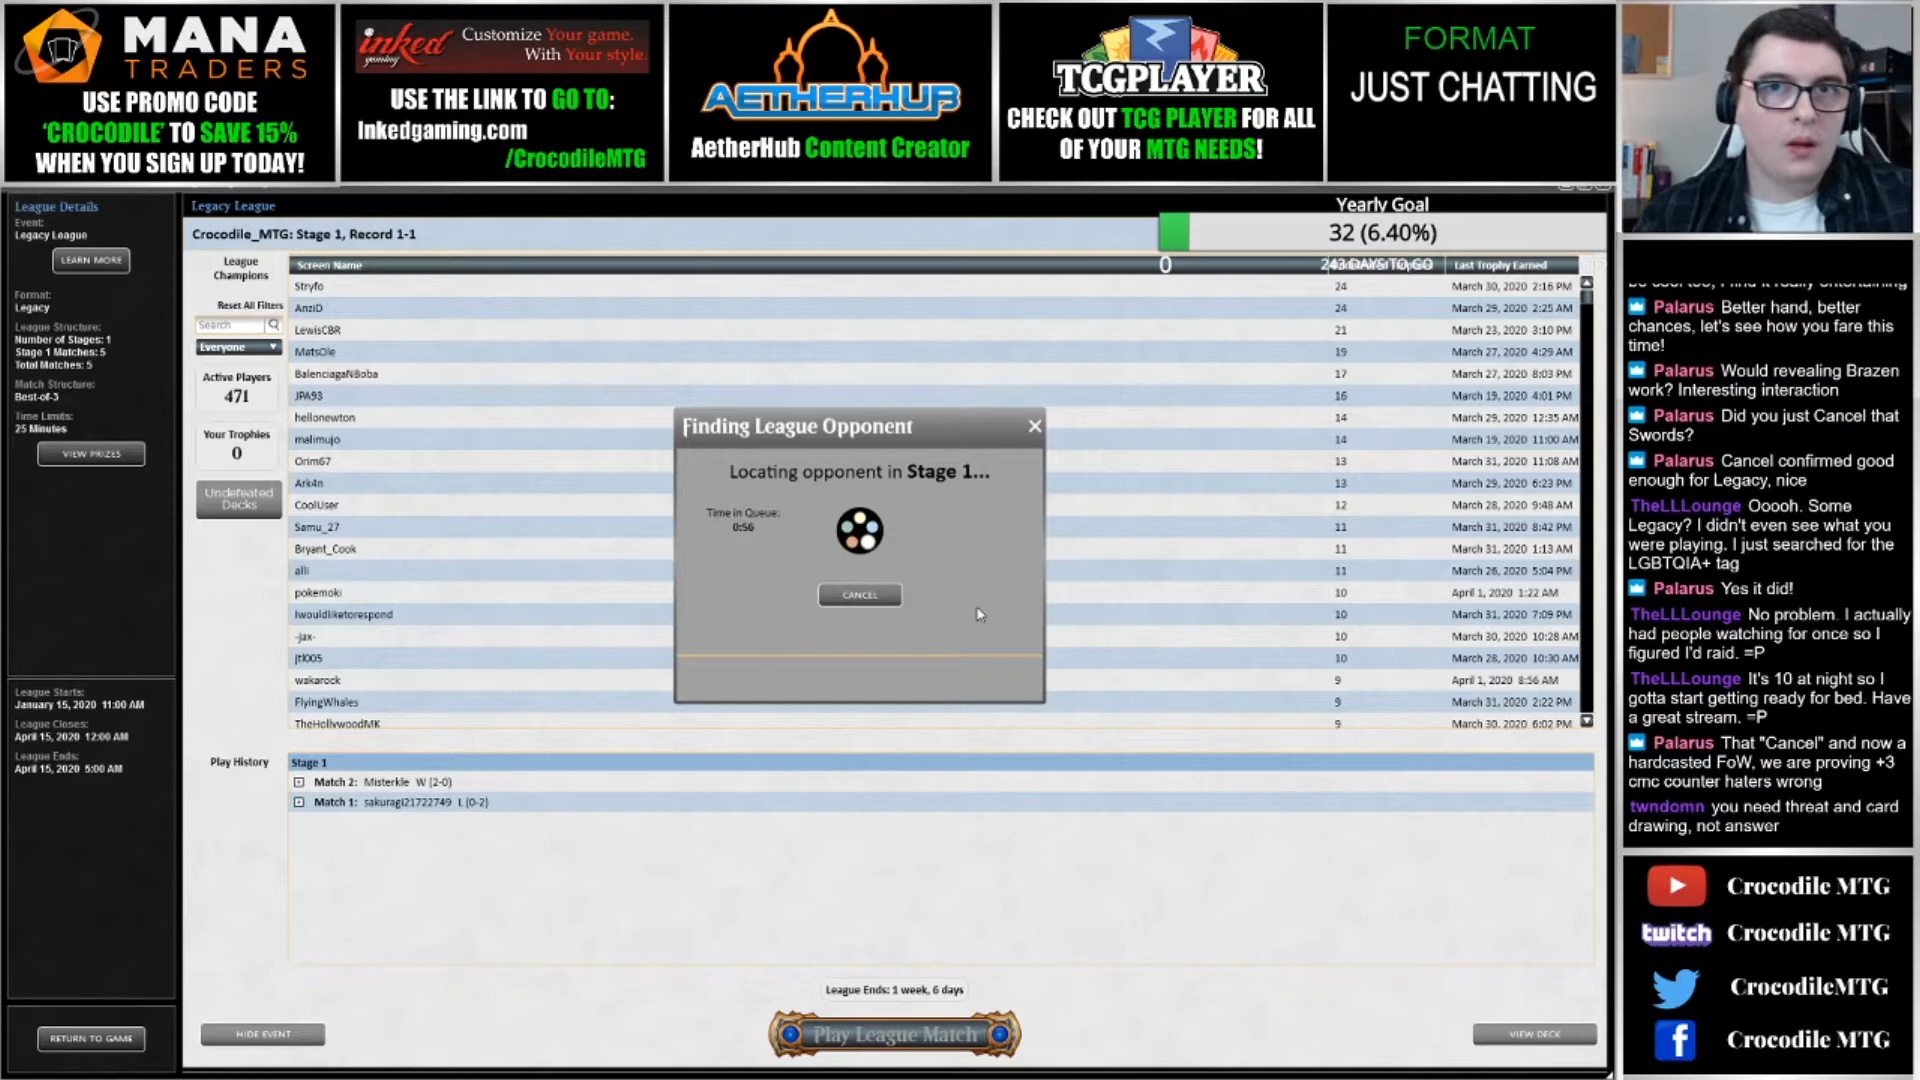 MANA
TRADERS
USE PROMO CODE
'CROCODILE' TO SAVE 15%
WHEN YOU SIGN UP TODAY!
inked
gaming
Customize Your game.
With Your style.
USE THE LINK TO GO TO:
Inkedgaming.com
/CrocodileMTG
AETHERHUB
AetherHub Content Creator
TCGPLAYER
CHECK OUT TCG PLAYER FOR ALL
OF YOUR MTG NEEDS!
FORMAT
JUST CHATTING
League Details
Event:
Legacy League
LEARN MORE
Format:
Legacy
League Structure:
Number of Stages: 1
Stage 1 Matches: 5
Total Matches: 5
Match Structure:
Best-of-3
Time Limits:
25 Minutes
VIEW PRIZES
League Starts:
January 15, 2020 11:00 AM
League Closes:
April 15, 2020 12:00 AM
League Ends:
April 15, 2020 5:00 AM
RETURN TO GAME
Legacy League
Crocodile_MTG: Stage 1, Record 1-1
Yearly Goal
32 (6.40%)
0
243 DAYS TO GO
League
Champions
Reset All Filters
Search
Everyone
Active Players
471
Your Trophies
0
Undefeated
Decks
Screen Name Last Trophy Earned
Stryfo 24 March 30, 2020 2:16 PM
AnziD 24 March 29, 2020 2:25 AM
LewisCBR 21 March 23, 2020 3:10 PM
MatsOle 19 March 27, 2020 4:29 AM
BalenciagaNBoba 17 March 27, 2020 8:03 PM
JPA93 16 March 19, 2020 4:01 PM
hellonewton 14 March 29, 2020 12:35 AM
malimujo 14 March 19, 2020 11:00 AM
Orim67 13 March 31, 2020 11:08 AM
Ark4n 13 March 29, 2020 6:23 PM
CoolUser 12 March 28, 2020 9:48 AM
Samu_27 11 March 31, 2020 8:42 PM
Bryant_Cook 11 March 31, 2020 1:13 AM
alli 11 March 26, 2020 5:04 PM
pokemoki 10 April 1, 2020 1:22 AM
Iwouldliketorespond 10 March 31, 2020 7:09 PM
-jax- 10 March 30, 2020 10:28 AM
jtl005 10 March 28, 2020 10:30 AM
wakarock 9 April 1, 2020 8:56 AM
FlyingWhales 9 March 31, 2020 2:22 PM
TheHollywoodMK 9 March 30, 2020 6:02 PM
Finding League Opponent
Locating opponent in Stage 1...
Time in Queue:
0:56
CANCEL
Play History
Stage 1
Match 2: Misterkle W (2-0)
Match 1: sakuragi21722749 L (0-2)
League Ends: 1 week, 6 days
HIDE EVENT
Play League Match
VIEW DECK
be cool too, I find it really entertaining
Palarus Better hand, better
chances, let's see how you fare this
time!
Palarus Would revealing Brazen
work? Interesting interaction
Palarus Did you just Cancel that
Swords?
Palarus Cancel confirmed good
enough for Legacy, nice
TheLLLounge Ooooh. Some
Legacy? I didn't even see what you
were playing. I just searched for the
LGBTQIA+ tag
Palarus Yes it did!
TheLLLounge No problem. I actually
had people watching for once so I
figured I'd raid. =P
TheLLLounge It's 10 at night so I
gotta start getting ready for bed. Have
a great stream. =P
Palarus That "Cancel" and now a
hardcasted FoW, we are proving +3
cmc counter haters wrong
twndomn you need threat and card
drawing, not answer
Crocodile MTG
twitch Crocodile MTG
CrocodileMTG
Crocodile MTG